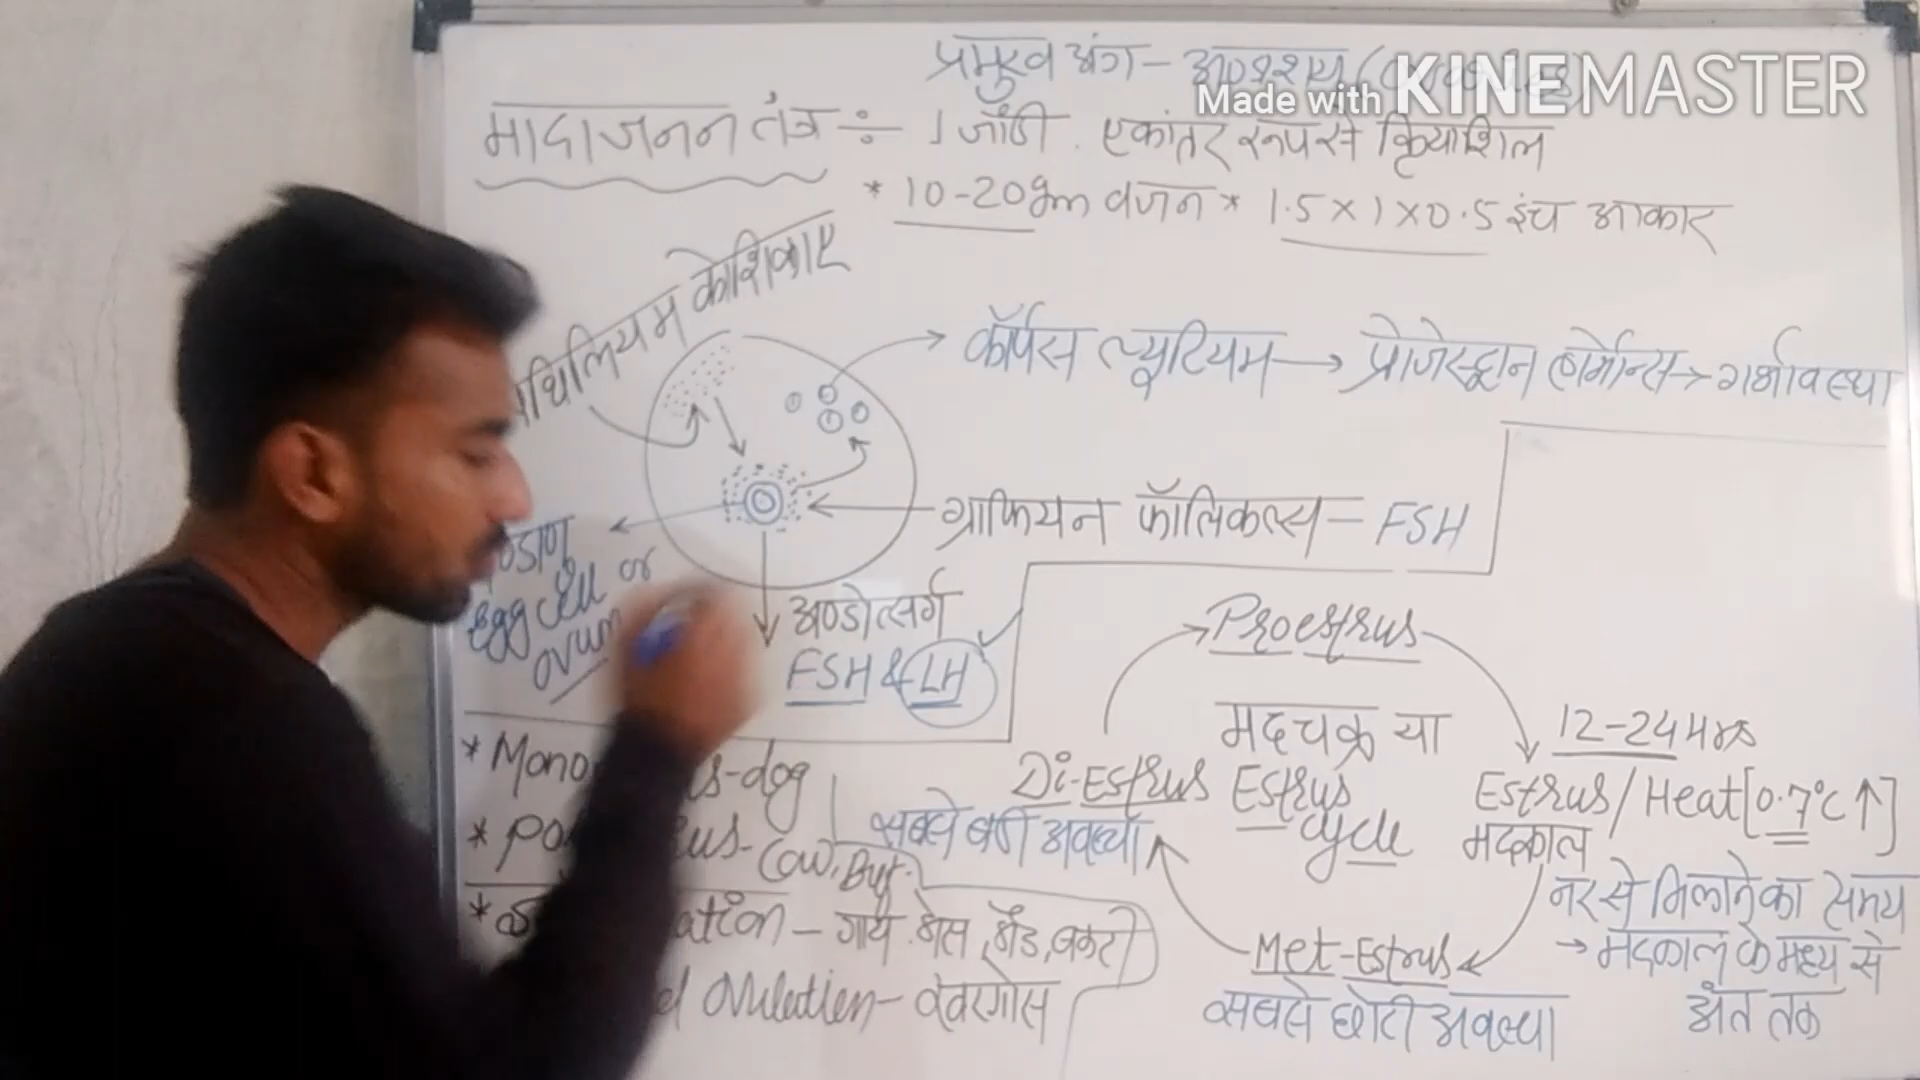 प्रमुख अंग - अण्डाशय
Made with KINEMASTER
मादा जनन तंत्र ÷ 1 जोडी . एकांतर रूप से क्रियाशिल
* 10-20gm वजन * 1.5 X 1 X 0.5 इंच आकार
थिलियम कोशिकाए
कॉर्पस ल्यूटियम → प्रोजेस्ट्रान हार्मोन्स → गर्भावस्था
ग्राफियन फॉलिकल्स - FSH
egg cell or
ovum
अण्डोत्सर्ग
FSH & LH
Proestrus
12-24 Hrs
Estrus / Heat [0.7°C ↑]
मदकाल
नर से मिलाने का समय
→ मदकाल के मध्य से
अंत तक
मदचक्र या
Estrus
cycle
Di-Estrus
सबसे बडी अवस्था
Met-Estrus
सबसे छोटी अवस्था
* Mono s-dog
* po us- Cow, Buf.
* ation - गाय. भेस, भेंड, बकरी
d ovulation - खरगोस